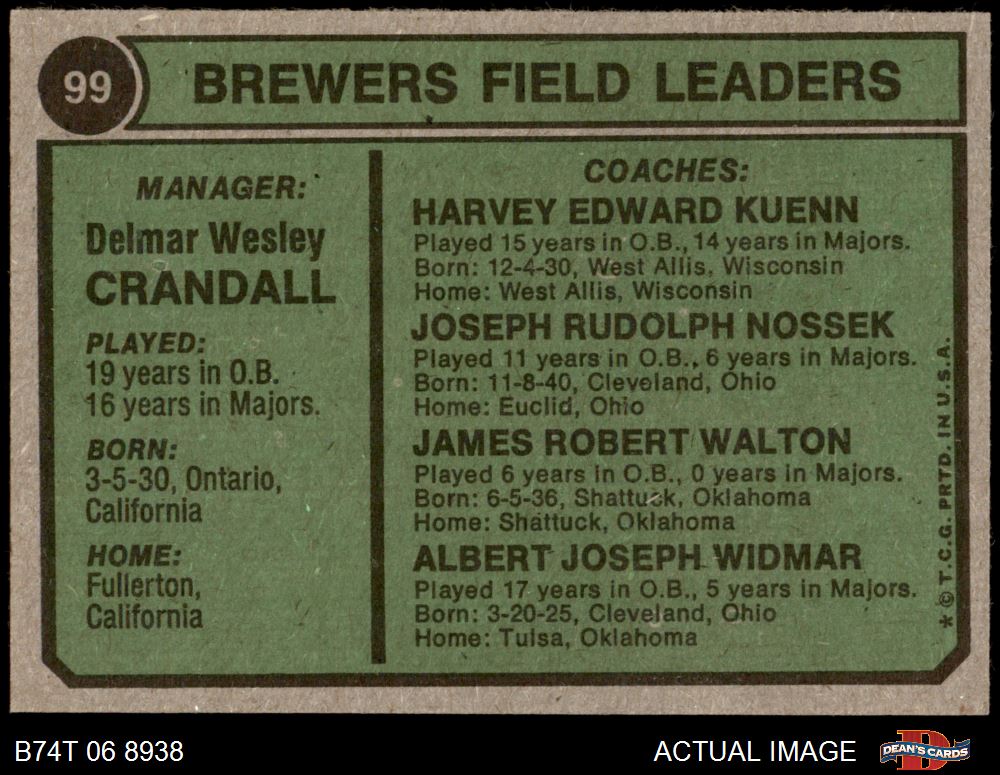 99
BREWERS FIELD LEADERS
MANAGER:
Delmar Wesley
CRANDALL
PLAYED:
19 years in O.B.
16 years in Majors.
BORN:
3-5-30, Ontario,
California
HOME:
Fullerton,
California
COACHES:
HARVEY EDWARD KUENN
Played 15 years in O.B., 14 years in Majors.
Born: 12-4-30, West Allis, Wisconsin
Home: West Allis, Wisconsin
JOSEPH RUDOLPH NOSSEK
Played 11 years in O.B., 6 years in Majors.
Born: 11-8-40, Cleveland, Ohio
Home: Euclid, Ohio
JAMES ROBERT WALTON
Played 6 years in O.B., 0 years in Majors.
Born: 6-5-36, Shattuck, Oklahoma
Home: Shattuck, Oklahoma
ALBERT JOSEPH WIDMAR
Played 17 years in O.B., 5 years in Majors.
Born: 3-20-25, Cleveland, Ohio
Home: Tulsa, Oklahoma
* © T.C.G. PRTD. IN U.S.A.
B74T 06 8938
ACTUAL IMAGE
D
DEAN'S CARDS